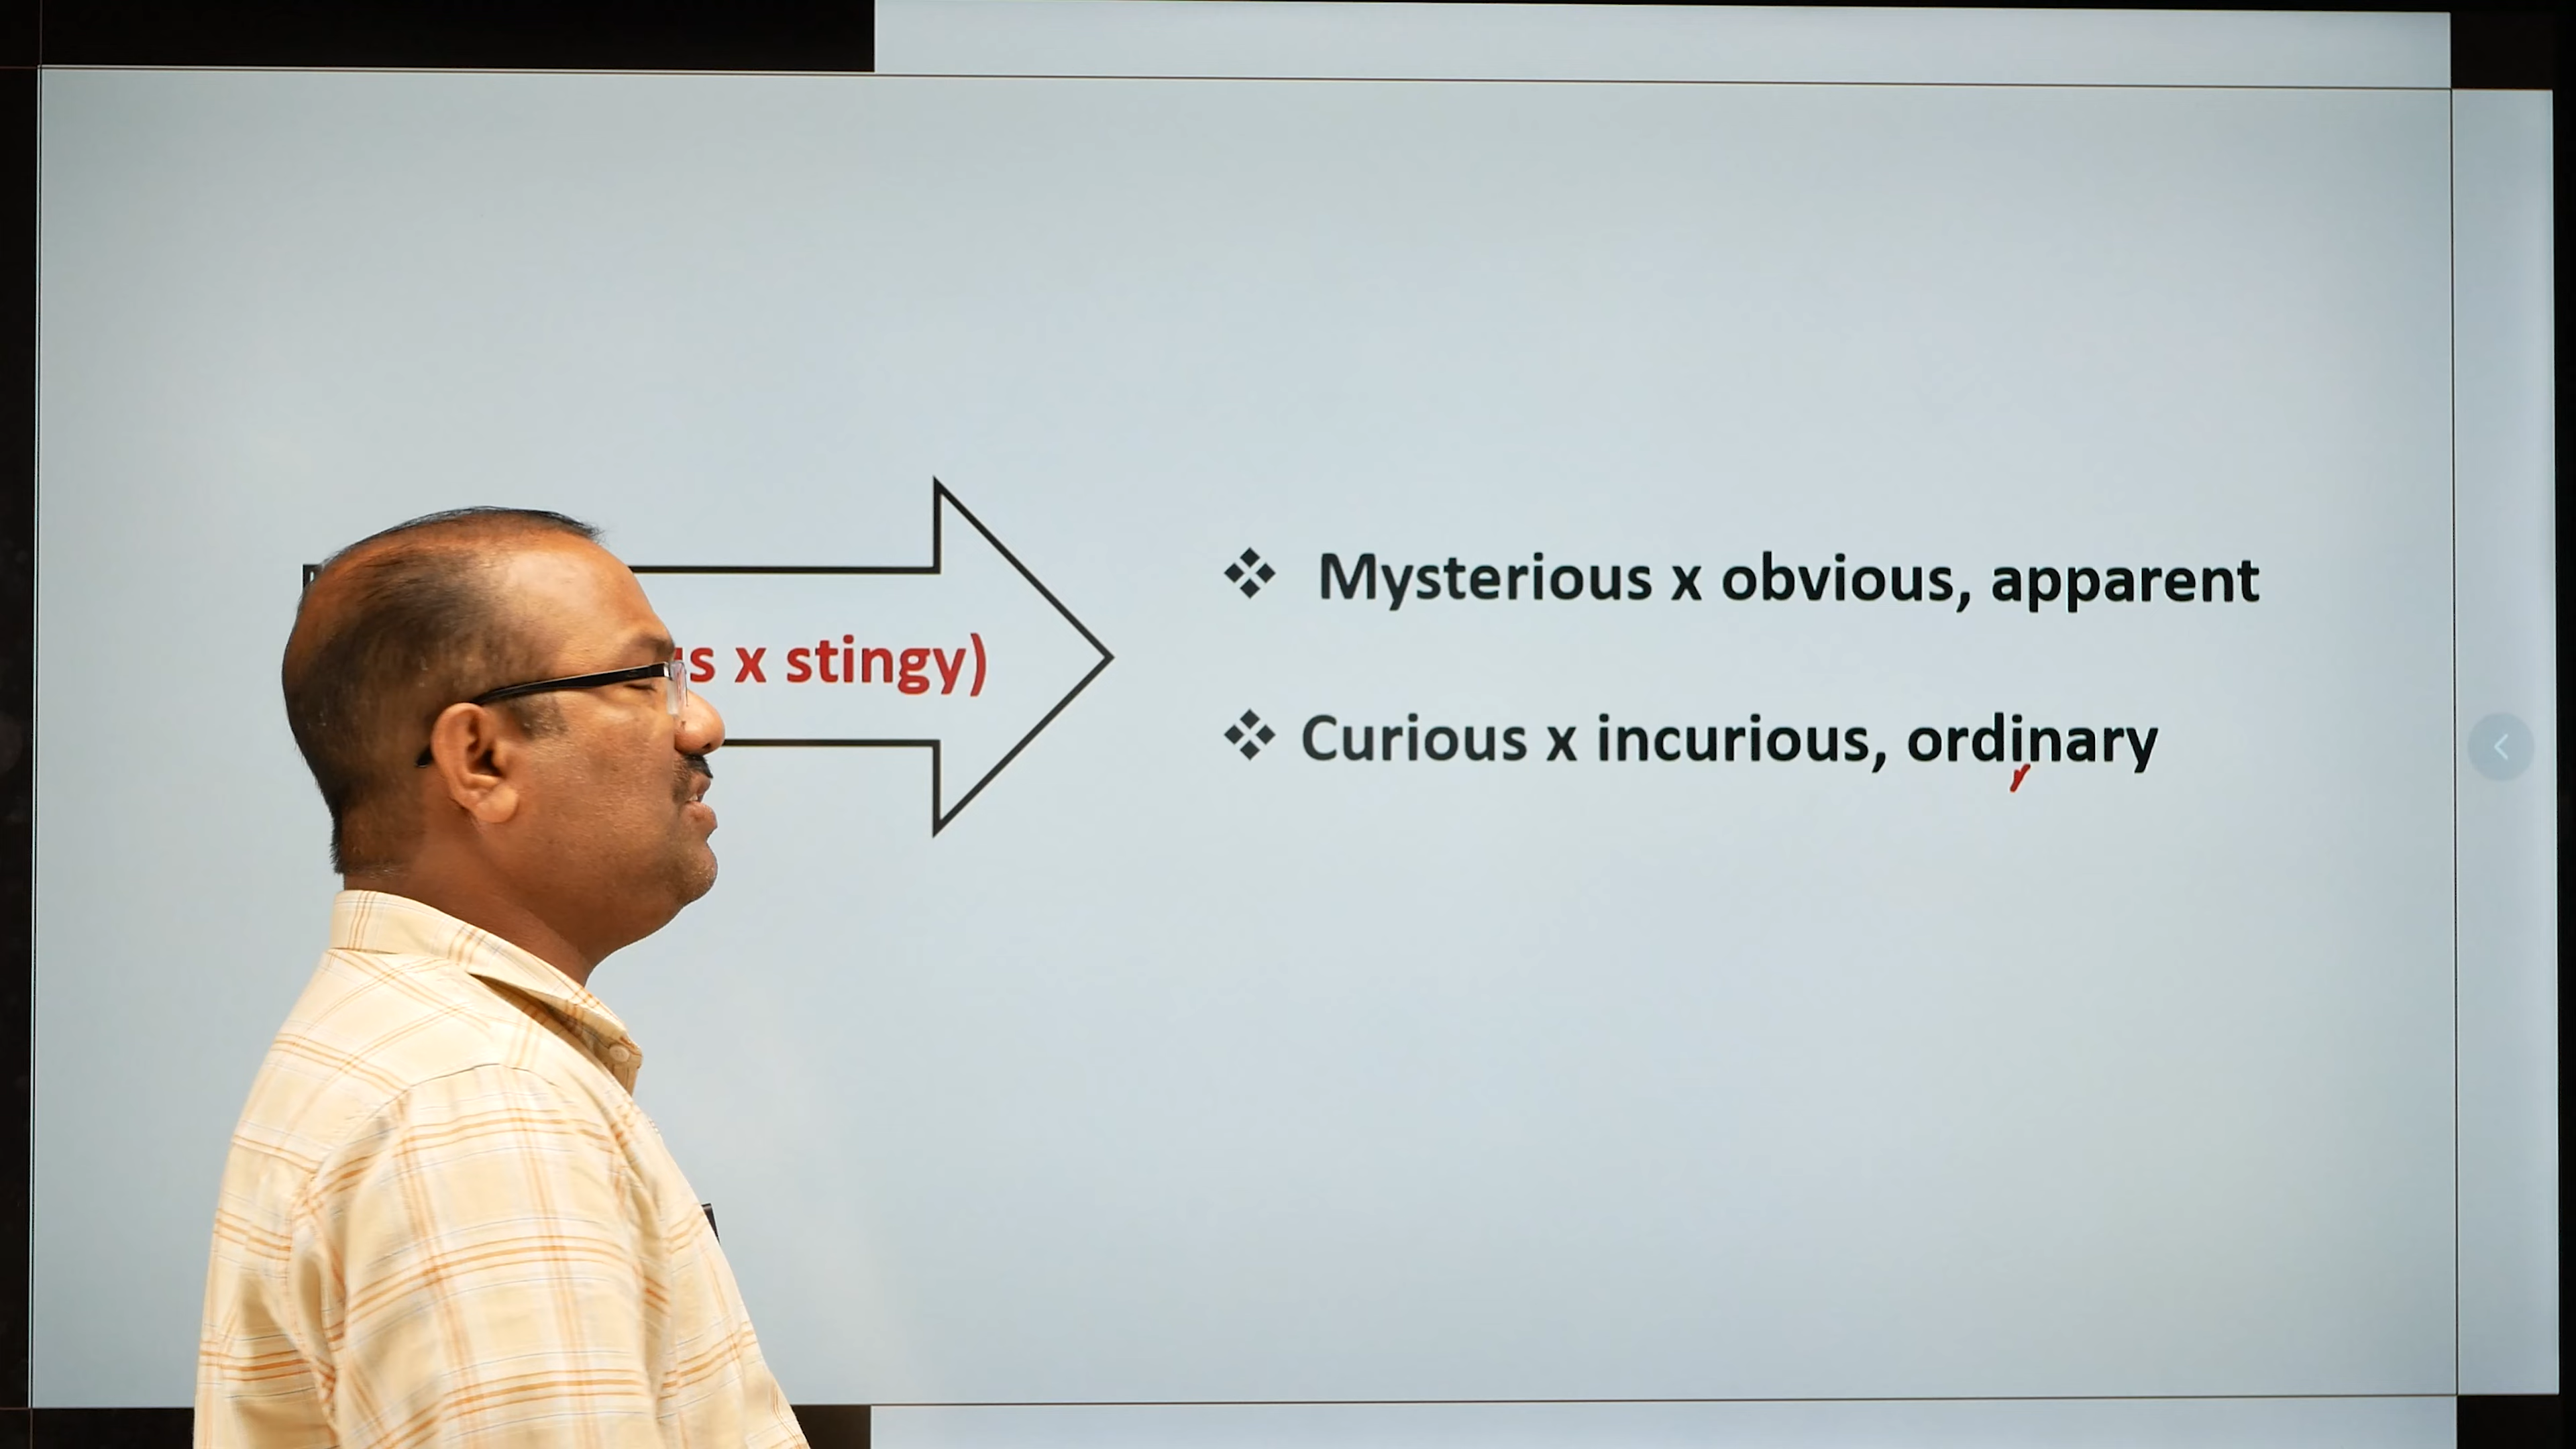 x stingy)
Mysterious x obvious, apparent
Curious x incurious, ordinary